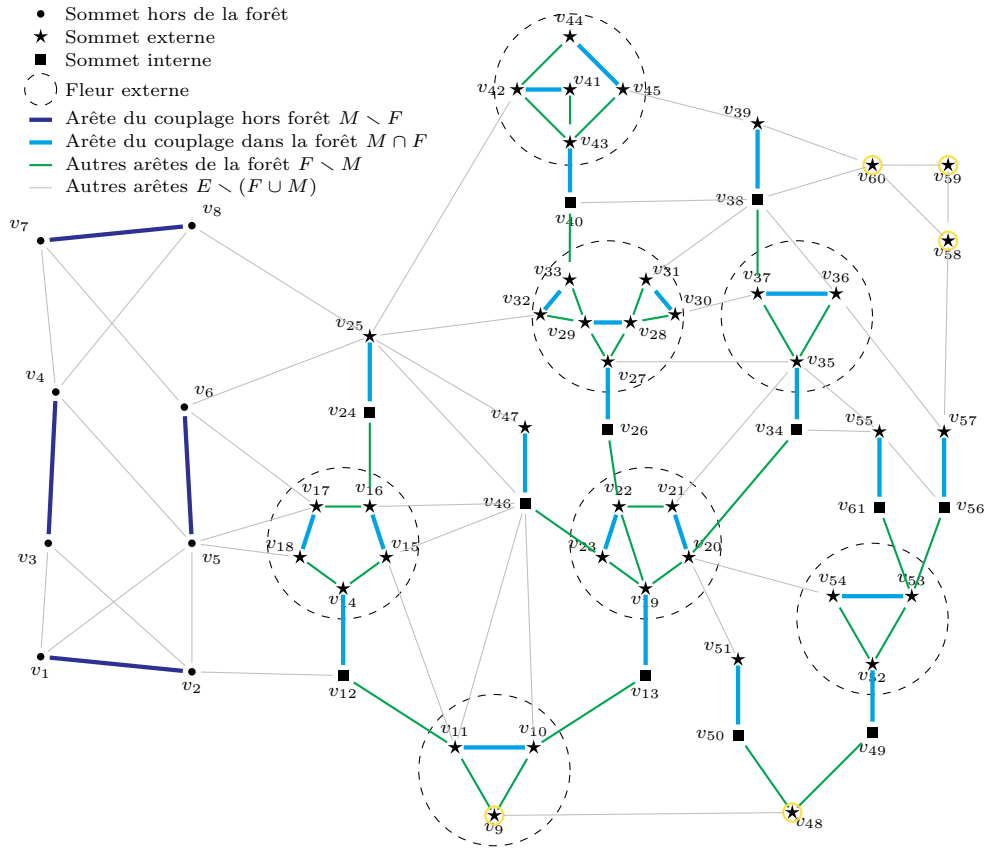 Sommet hors de la forêt
Sommet externe
Sommet interne
Fleur externe
Arête du couplage hors forêt M ∖ F
Arête du couplage dans la forêt M ∩ F
Autres arêtes de la forêt F ∖ M
Autres arêtes E ∖ (F ∪ M)
v44
v42 v41 v45
v39
v43
v60 v59
v38
v40
v7 v8
v58
v33 v31 v37 v36
v32 v30
v25 v29 v28
v27 v35
v4 v6
v24 v47 v55 v57
v26 v34
v17 v16 v46 v22 v21 v61 v56
v3 v5 v18 v15 v23 v20
v14 v19 v54 v53
v1 v2 v51 v52
v12 v13
v11 v10 v50 v49
v9 v48